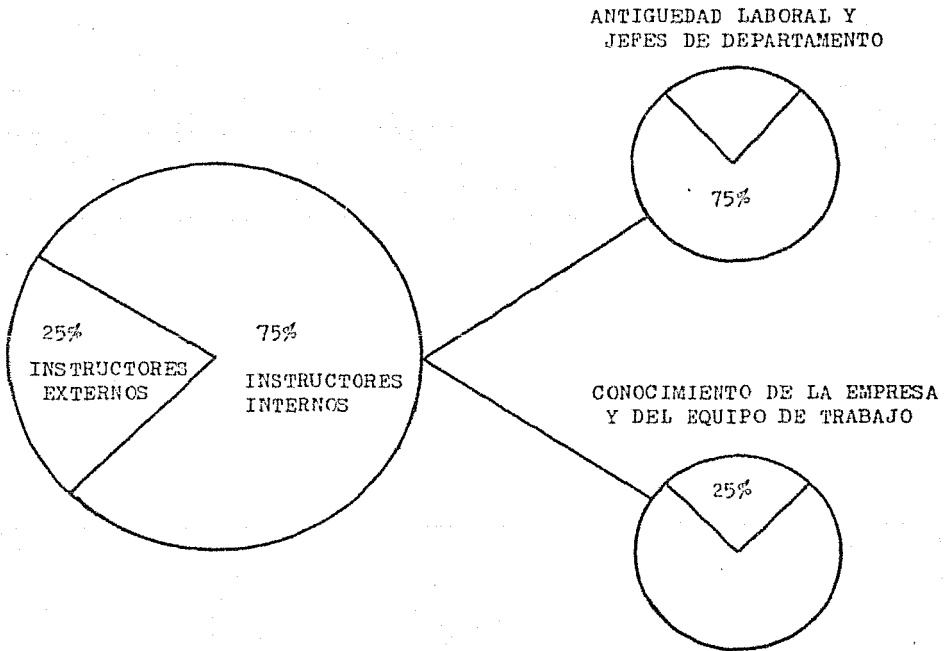 ANTIGUEDAD LABORAL Y
JEFES DE DEPARTAMENTO
75%
25%
INSTRUCTORES
EXTERNOS
75%
INSTRUCTORES
INTERNOS
CONOCIMIENTO DE LA EMPRESA
Y DEL EQUIPO DE TRABAJO
25%